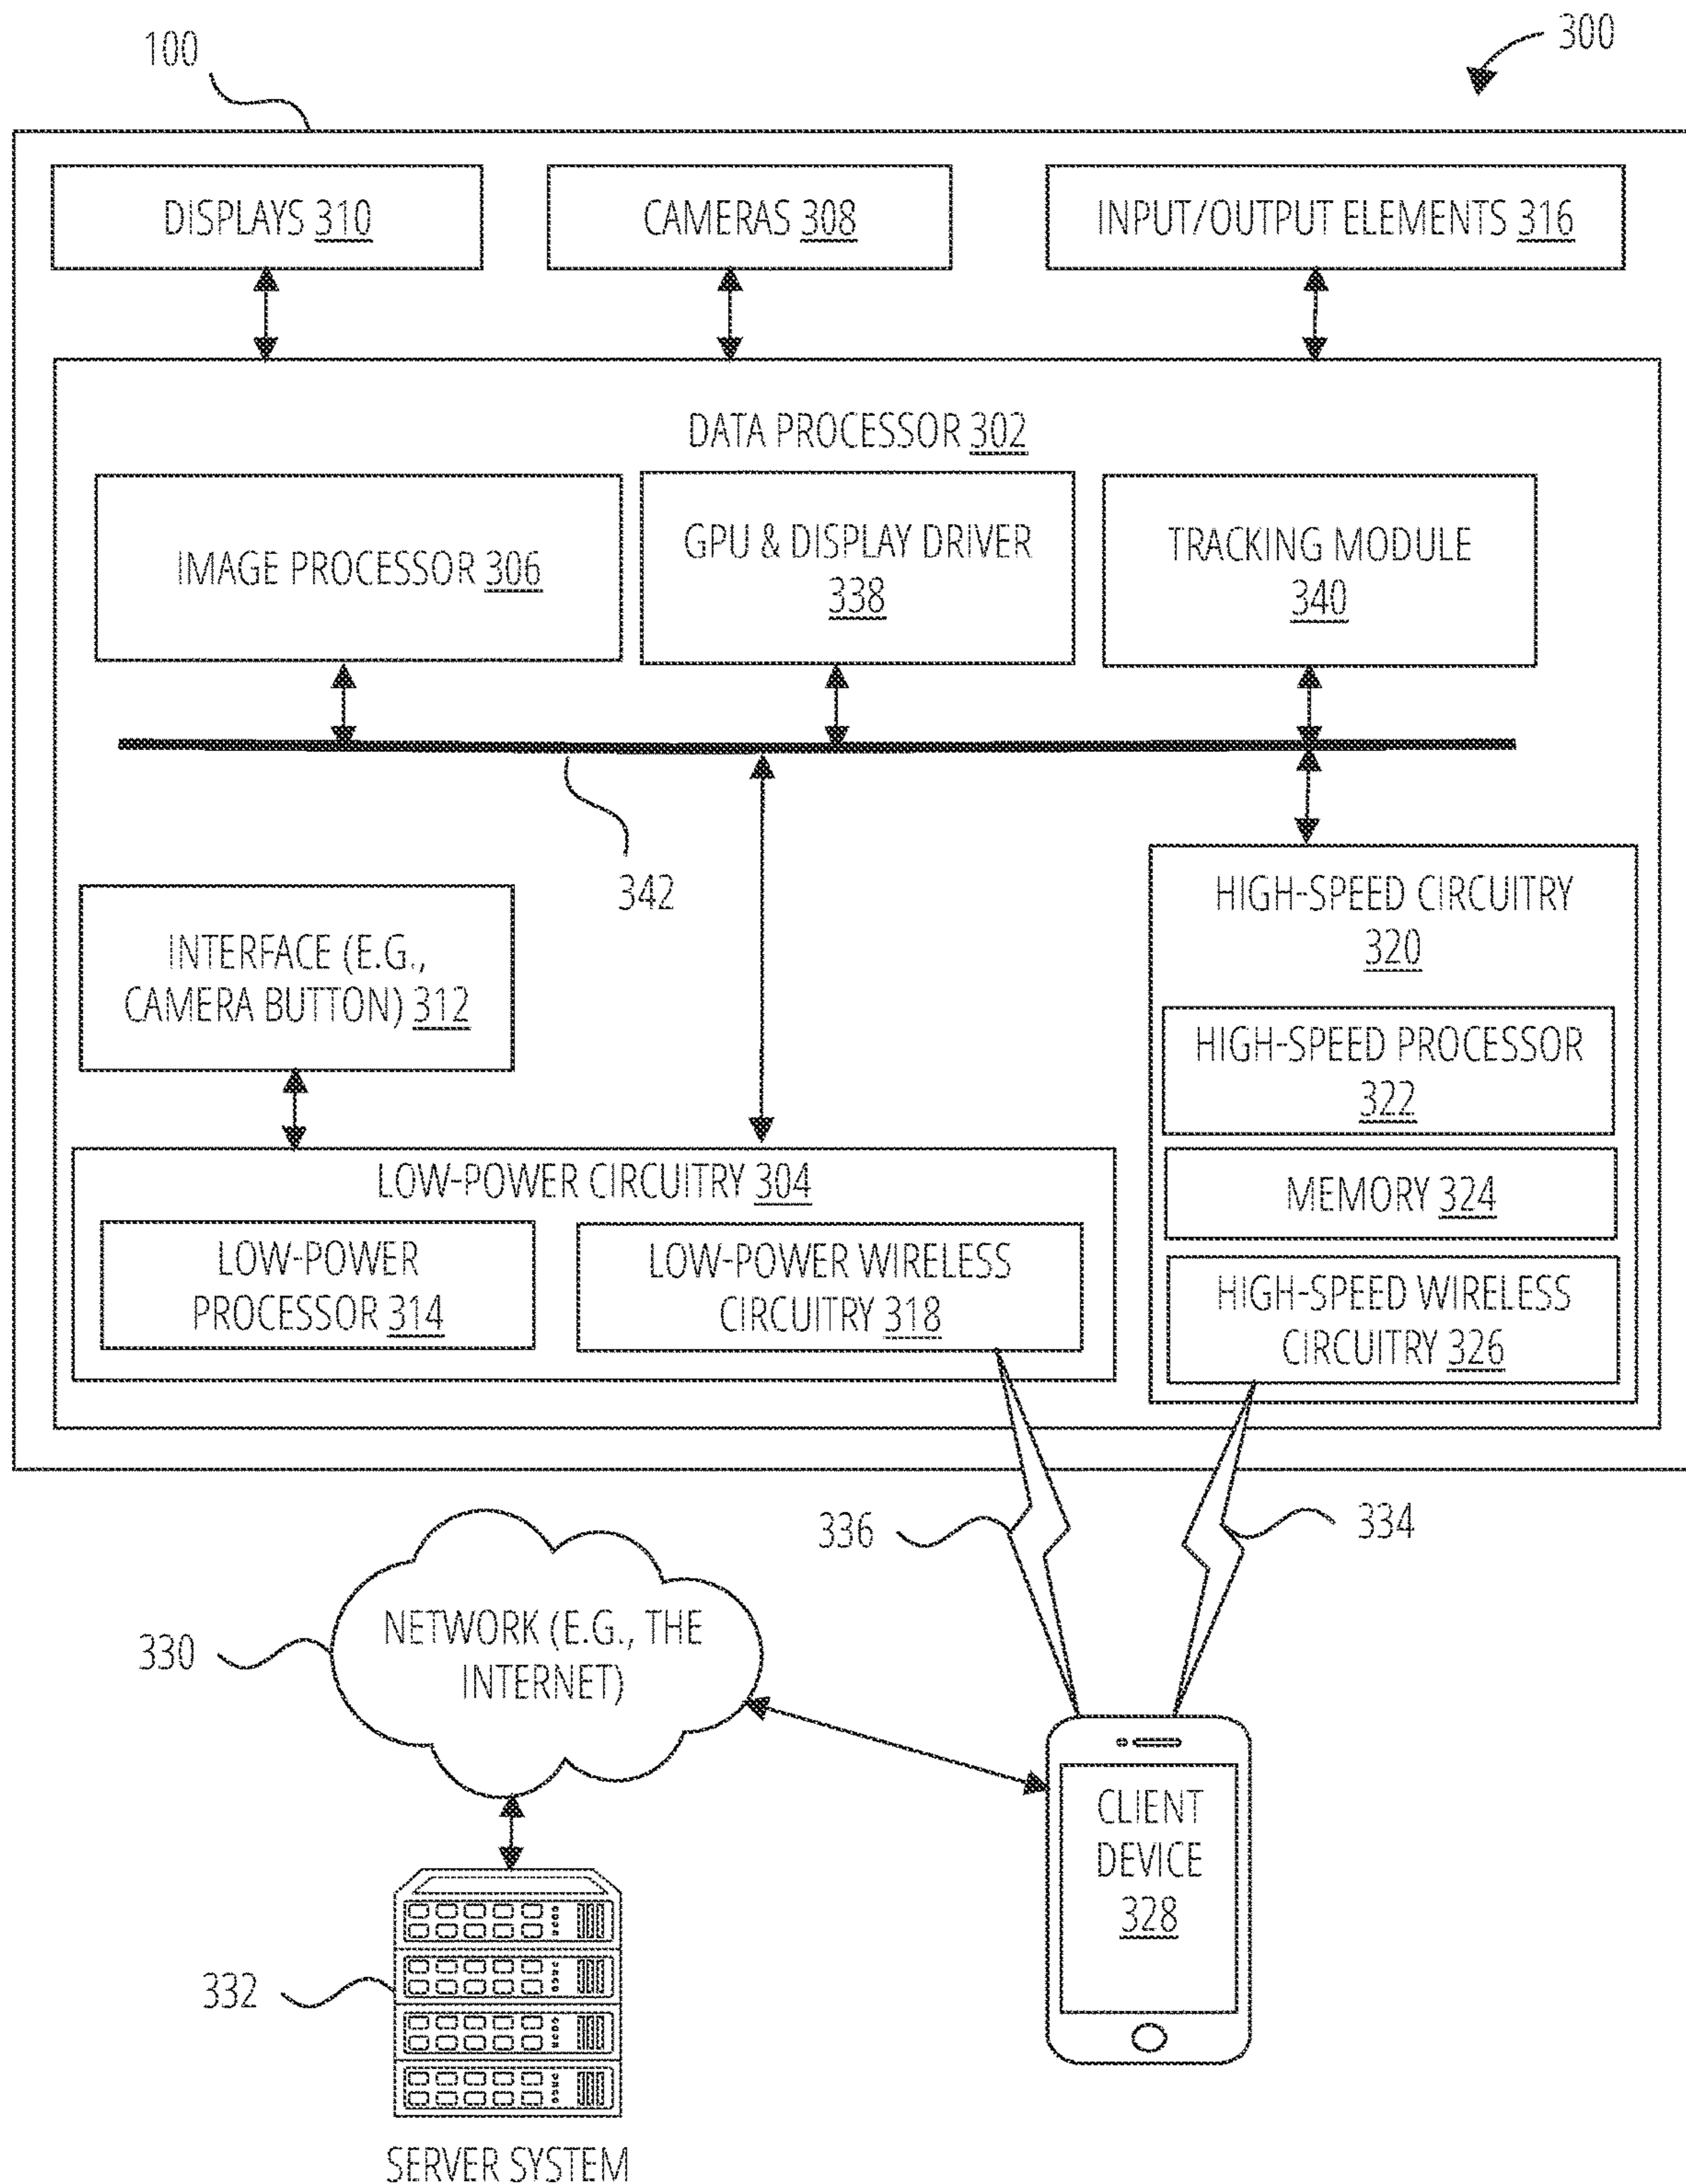 100
300
DISPLAYS 310
CAMERAS 308
INPUT/OUTPUT ELEMENTS 316
DATA PROCESSOR 302
IMAGE PROCESSOR 306
GPU & DISPLAY DRIVER
338
TRACKING MODULE
340
342
INTERFACE (E.G.,
CAMERA BUTTON) 312
HIGH-SPEED CIRCUITRY
320
HIGH-SPEED PROCESSOR
322
MEMORY 324
HIGH-SPEED WIRELESS
CIRCUITRY 326
LOW-POWER CIRCUITRY 304
LOW-POWER
PROCESSOR 314
LOW-POWER WIRELESS
CIRCUITRY 318
336
334
330
NETWORK (E.G., THE
INTERNET)
CLIENT
DEVICE
328
332
SERVER SYSTEM